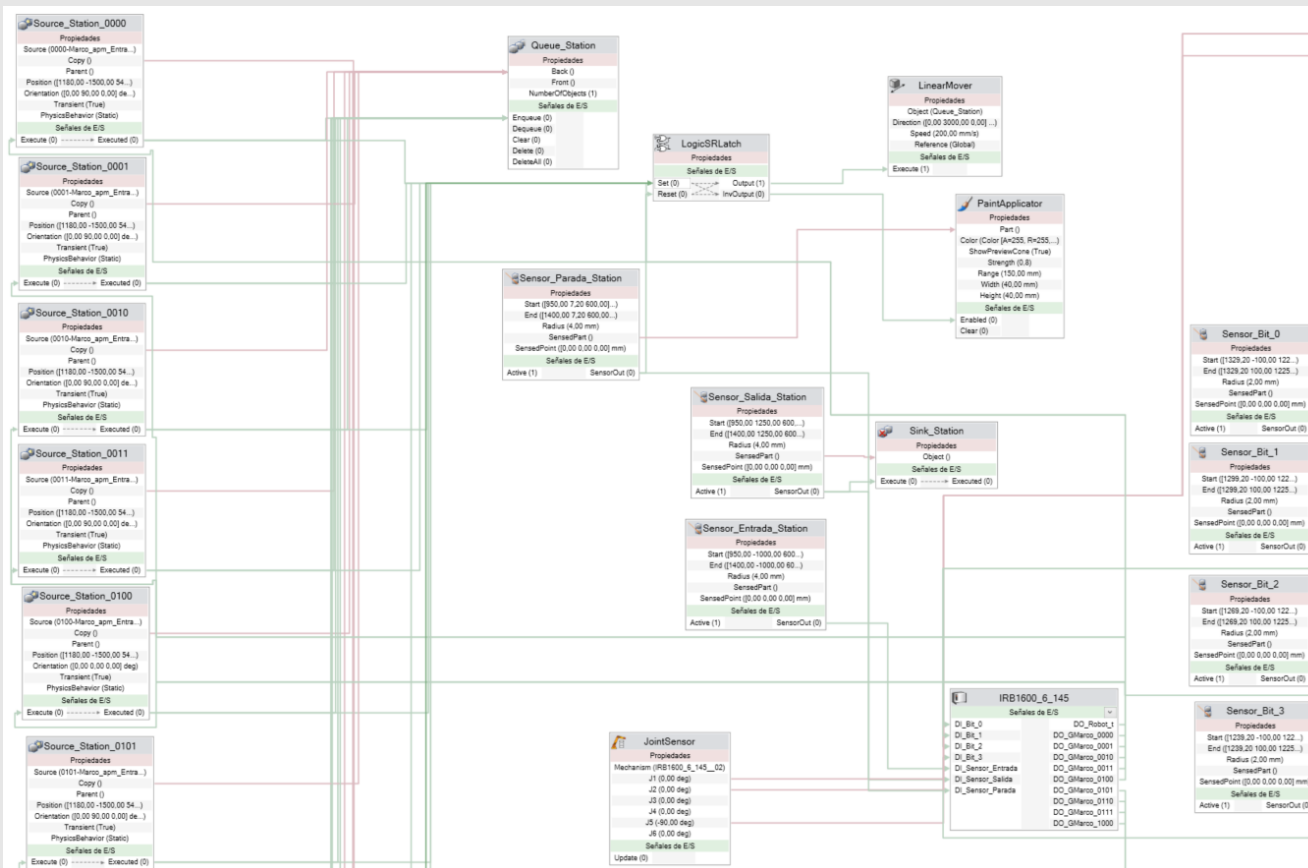 Source_Station_0000
Propiedades
Source (0000-Marco_apm_Entra...)
Copy ()
Parent ()
Position ([1180,00 -1500,00 54...)
Orientation ([0,00 90,00 0,00] de...)
Transient (True)
PhysicsBehavior (Static)
Señales de E/S
Execute (0) Executed (0)
Source_Station_0001
Propiedades
Source (0001-Marco_apm_Entra...)
Copy ()
Parent ()
Position ([1180,00 -1500,00 54...)
Orientation ([0,00 90,00 0,00] de...)
Transient (True)
PhysicsBehavior (Static)
Señales de E/S
Execute (0) Executed (0)
Source_Station_0010
Propiedades
Source (0010-Marco_apm_Entra...)
Copy ()
Parent ()
Position ([1180,00 -1500,00 54...)
Orientation ([0,00 90,00 0,00] de...)
Transient (True)
PhysicsBehavior (Static)
Señales de E/S
Execute (0) Executed (0)
Source_Station_0011
Propiedades
Source (0011-Marco_apm_Entra...)
Copy ()
Parent ()
Position ([1180,00 -1500,00 54...)
Orientation ([0,00 90,00 0,00] de...)
Transient (True)
PhysicsBehavior (Static)
Señales de E/S
Execute (0) Executed (0)
Source_Station_0100
Propiedades
Source (0100-Marco_apm_Entra...)
Copy ()
Parent ()
Position ([1180,00 -1500,00 54...)
Orientation ([0,00 0,00 0,00] deg)
Transient (True)
PhysicsBehavior (Static)
Señales de E/S
Execute (0) Executed (0)
Source_Station_0101
Propiedades
Source (0101-Marco_apm_Entra...)
Copy ()
Parent ()
Position ([1180,00 -1500,00 54...)
Orientation ([0,00 90,00 0,00] de...)
Transient (True)
PhysicsBehavior (Static)
Señales de E/S
Execute (0) Executed (0)
Queue_Station
Propiedades
Back ()
Front ()
NumberOfObjects (1)
Señales de E/S
Enqueue (0)
Dequeue (0)
Clear (0)
Delete (0)
DeleteAll (0)
LogicSRLatch
Propiedades
Señales de E/S
Set (0) Output (1)
Reset (0) InvOutput (0)
LinearMover
Propiedades
Object (Queue_Station)
Direction ([0,00 3000,00 0,00] ...)
Speed (200,00 mm/s)
Reference (Global)
Señales de E/S
Execute (1)
PaintApplicator
Propiedades
Part ()
Color (Color [A=255, R=255,...)
ShowPreviewCone (True)
Strength (0,8)
Range (150,00 mm)
Width (40,00 mm)
Height (40,00 mm)
Señales de E/S
Enabled (0)
Clear (0)
Sensor_Parada_Station
Propiedades
Start ([950,00 7,20 600,00]...)
End ([1400,00 7,20 600,00...)
Radius (4,00 mm)
SensedPart ()
SensedPoint ([0,00 0,00 0,00] mm)
Señales de E/S
Active (1) SensorOut (0)
Sensor_Salida_Station
Propiedades
Start ([950,00 1250,00 600,...)
End ([1400,00 1250,00 600...)
Radius (4,00 mm)
SensedPart ()
SensedPoint ([0,00 0,00 0,00] mm)
Señales de E/S
Active (1) SensorOut (0)
Sink_Station
Propiedades
Object ()
Señales de E/S
Execute (0) Executed (0)
Sensor_Entrada_Station
Propiedades
Start ([950,00 -1000,00 600...)
End ([1400,00 -1000,00 60...)
Radius (4,00 mm)
SensedPart ()
SensedPoint ([0,00 0,00 0,00] mm)
Señales de E/S
Active (1) SensorOut (0)
JointSensor
Propiedades
Mechanism (IRB1600_6_145__02)
J1 (0,00 deg)
J2 (0,00 deg)
J3 (0,00 deg)
J4 (0,00 deg)
J5 (-90,00 deg)
J6 (0,00 deg)
Señales de E/S
Update (0)
IRB1600_6_145
Señales de E/S
DI_Bit_0 DO_Robot_t
DI_Bit_1 DO_GMarco_0000
DI_Bit_2 DO_GMarco_0001
DI_Bit_3 DO_GMarco_0010
DI_Sensor_Entrada DO_GMarco_0011
DI_Sensor_Salida DO_GMarco_0100
DI_Sensor_Parada DO_GMarco_0101
DO_GMarco_0110
DO_GMarco_0111
DO_GMarco_1000
Sensor_Bit_0
Propiedades
Start ([1329,20 -100,00 122...)
End ([1329,20 100,00 1225...)
Radius (2,00 mm)
SensedPart ()
SensedPoint ([0,00 0,00 0,00] mm)
Señales de E/S
Active (1) SensorOut (0)
Sensor_Bit_1
Propiedades
Start ([1299,20 -100,00 122...)
End ([1299,20 100,00 1225...)
Radius (2,00 mm)
SensedPart ()
SensedPoint ([0,00 0,00 0,00] mm)
Señales de E/S
Active (1) SensorOut (0)
Sensor_Bit_2
Propiedades
Start ([1269,20 -100,00 122...)
End ([1269,20 100,00 1225...)
Radius (2,00 mm)
SensedPart ()
SensedPoint ([0,00 0,00 0,00] mm)
Señales de E/S
Active (1) SensorOut (0)
Sensor_Bit_3
Propiedades
Start ([1239,20 -100,00 122...)
End ([1239,20 100,00 1225...)
Radius (2,00 mm)
SensedPart ()
SensedPoint ([0,00 0,00 0,00] mm
Señales de E/S
Active (1) SensorOut (0